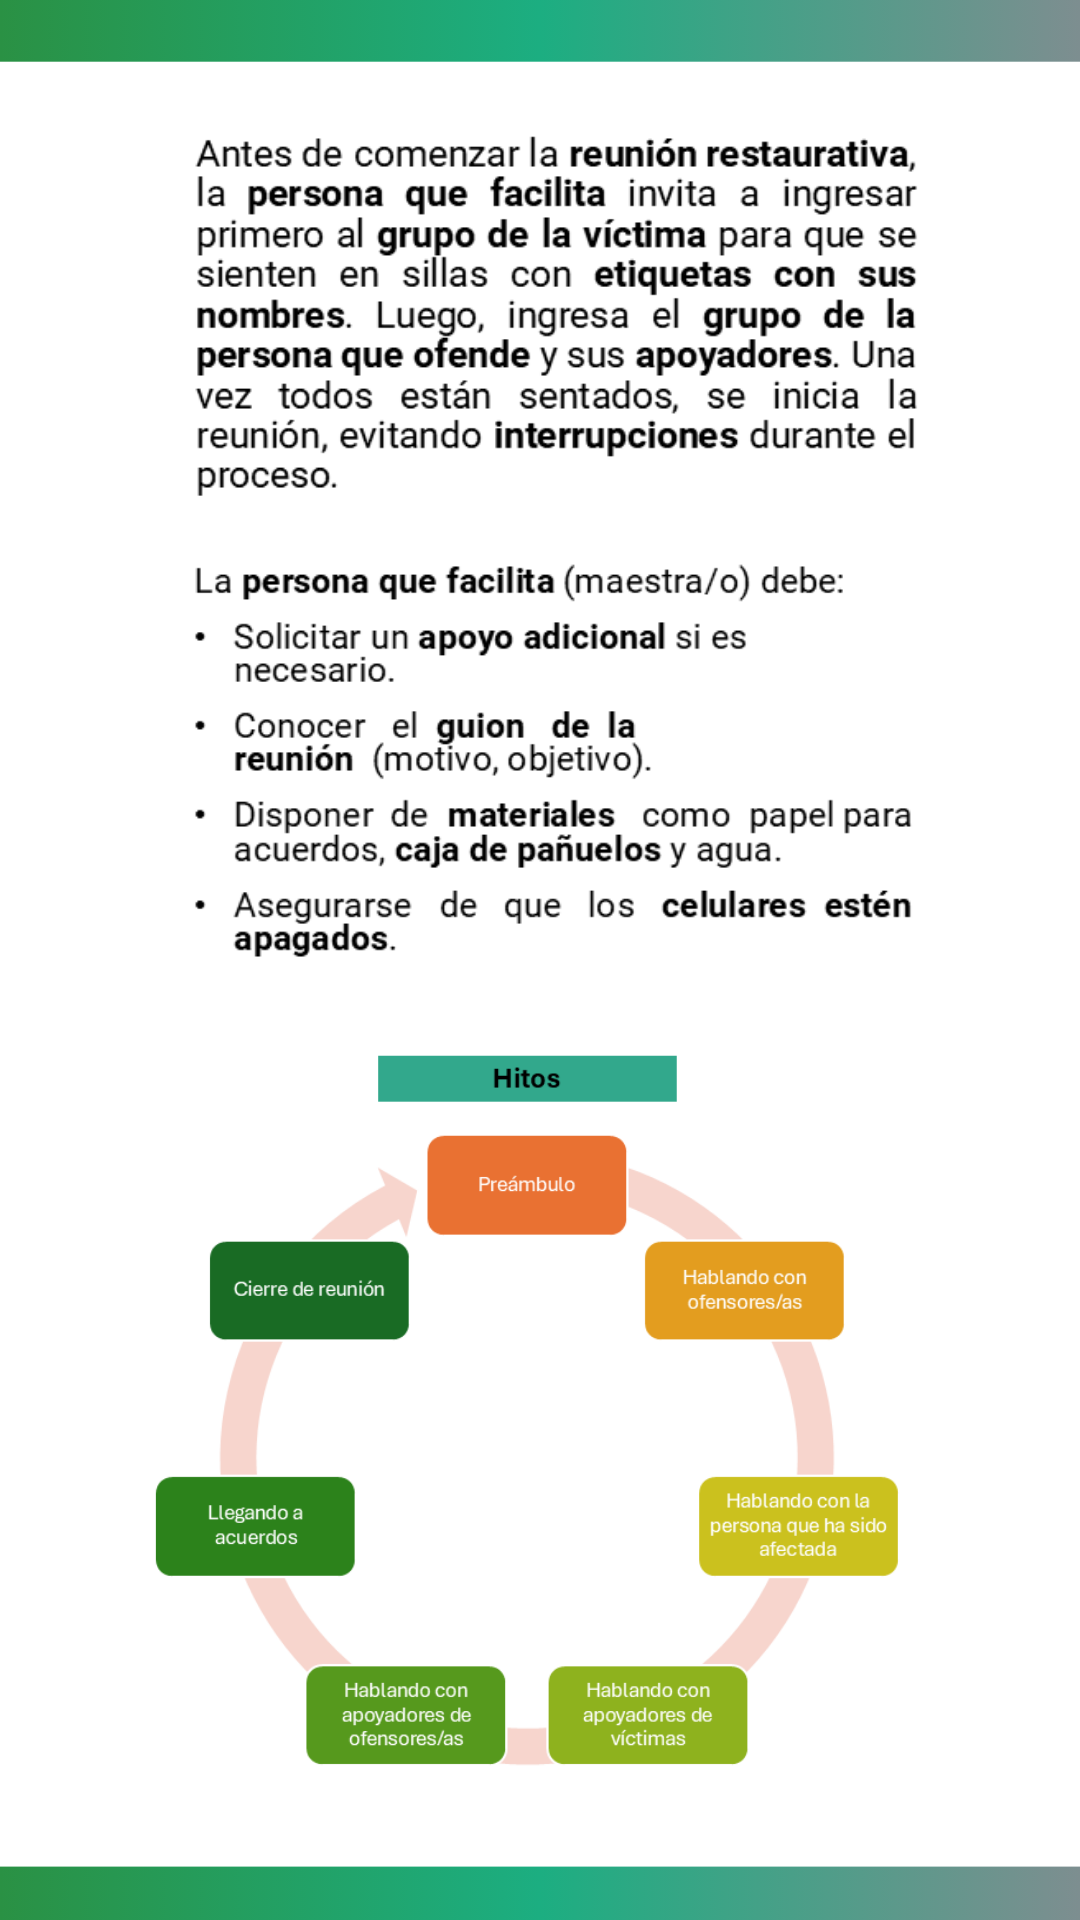 Antes de comenzar la reunión restaurativa,
la persona que facilita invita a ingresar
primero al grupo de la víctima para que se
sienten en sillas con etiquetas con sus
nombres. Luego, ingresa el grupo de la
persona que ofende y sus apoyadores. Una
vez todos están sentados, se inicia la
reunión, evitando interrupciones durante el
proceso.
La persona que facilita (maestra/o) debe:
• Solicitar un apoyo adicional si es
necesario.
• Conocer el guion de la
reunión (motivo, objetivo).
• Disponer de materiales como papel para
acuerdos, caja de pañuelos y agua.
• Asegurarse de que los celulares estén
apagados.
Hitos
Preámbulo
Hablando con
ofensores/as
Hablando con la
persona que ha sido
afectada
Hablando con
apoyadores de
víctimas
Hablando con
apoyadores de
ofensores/as
Llegando a
acuerdos
Cierre de reunión